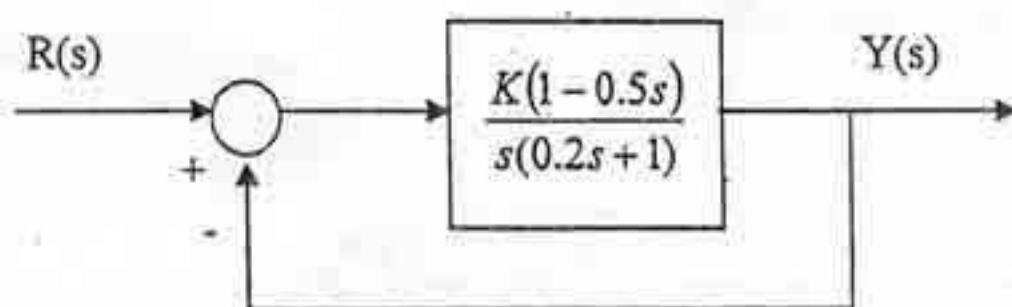 R(s)
Y(s)
K(1-0.5s)
s(0.2s+1)
+
-